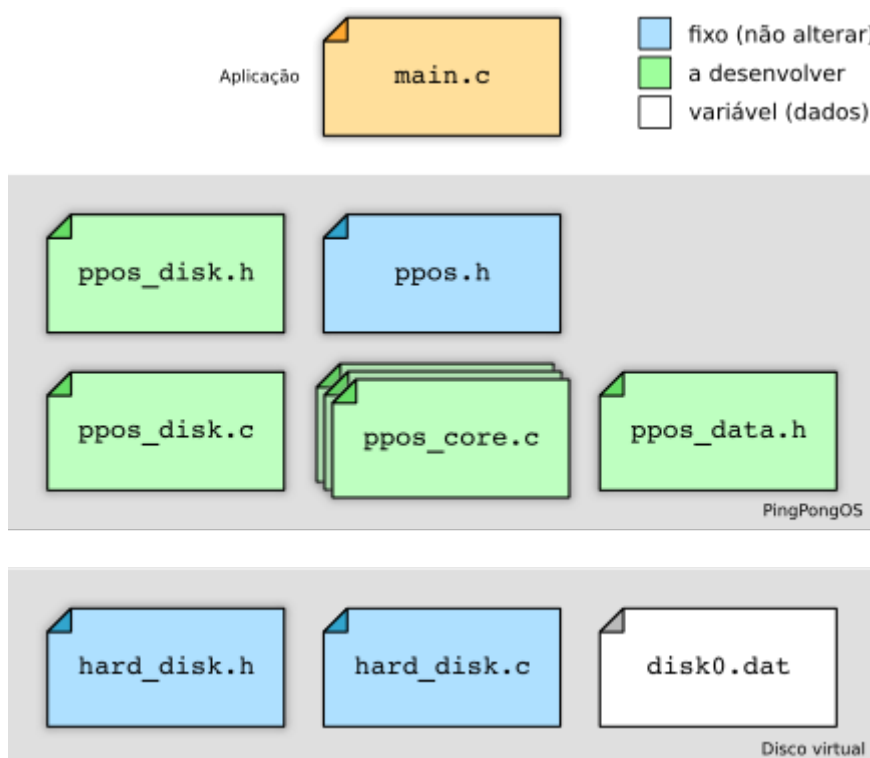 Aplicação
main.c
fixo (não alterar)
a desenvolver
variável (dados)
ppos_disk.h
ppos.h
ppos_disk.c
ppos_core.c
ppos_data.h
PingPongOS
hard_disk.h
hard_disk.c
disk0.dat
Disco virtual